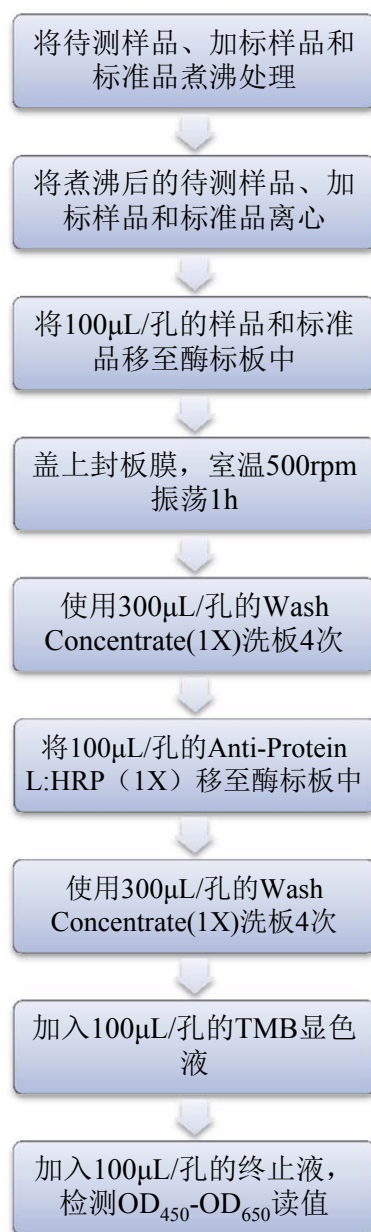 将待测样品、加标样品和
标准品煮沸处理
将煮沸后的待测样品、加
标样品和标准品离心
将100μL/孔的样品和标准
品移至酶标板中
盖上封板膜，室温500rpm
振荡1h
使用300μL/孔的Wash
Concentrate(1X)洗板4次
将100μL/孔的Anti-Protein
L:HRP（1X）移至酶标板中
使用300μL/孔的Wash
Concentrate(1X)洗板4次
加入100μL/孔的TMB显色
液
加入100μL/孔的终止液，
检测OD450-OD650读值